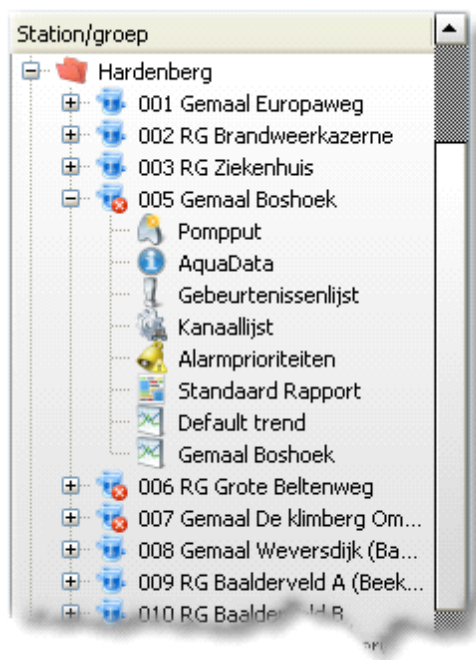 Station/groep
Hardenberg
001 Gemaal Europaweg
002 RG Brandweerkazerne
003 RG Ziekenhuis
005 Gemaal Boshoek
Pompput
AquaData
Gebeurtenissenlijst
Kanaallijst
Alarmprioriteiten
Standaard Rapport
Default trend
Gemaal Boshoek
006 RG Grote Beltenweg
007 Gemaal De klimberg Om...
008 Gemaal Weversdijk (Ba...
009 RG Baalderveld A (Beek...
010 RG Baalderveld B